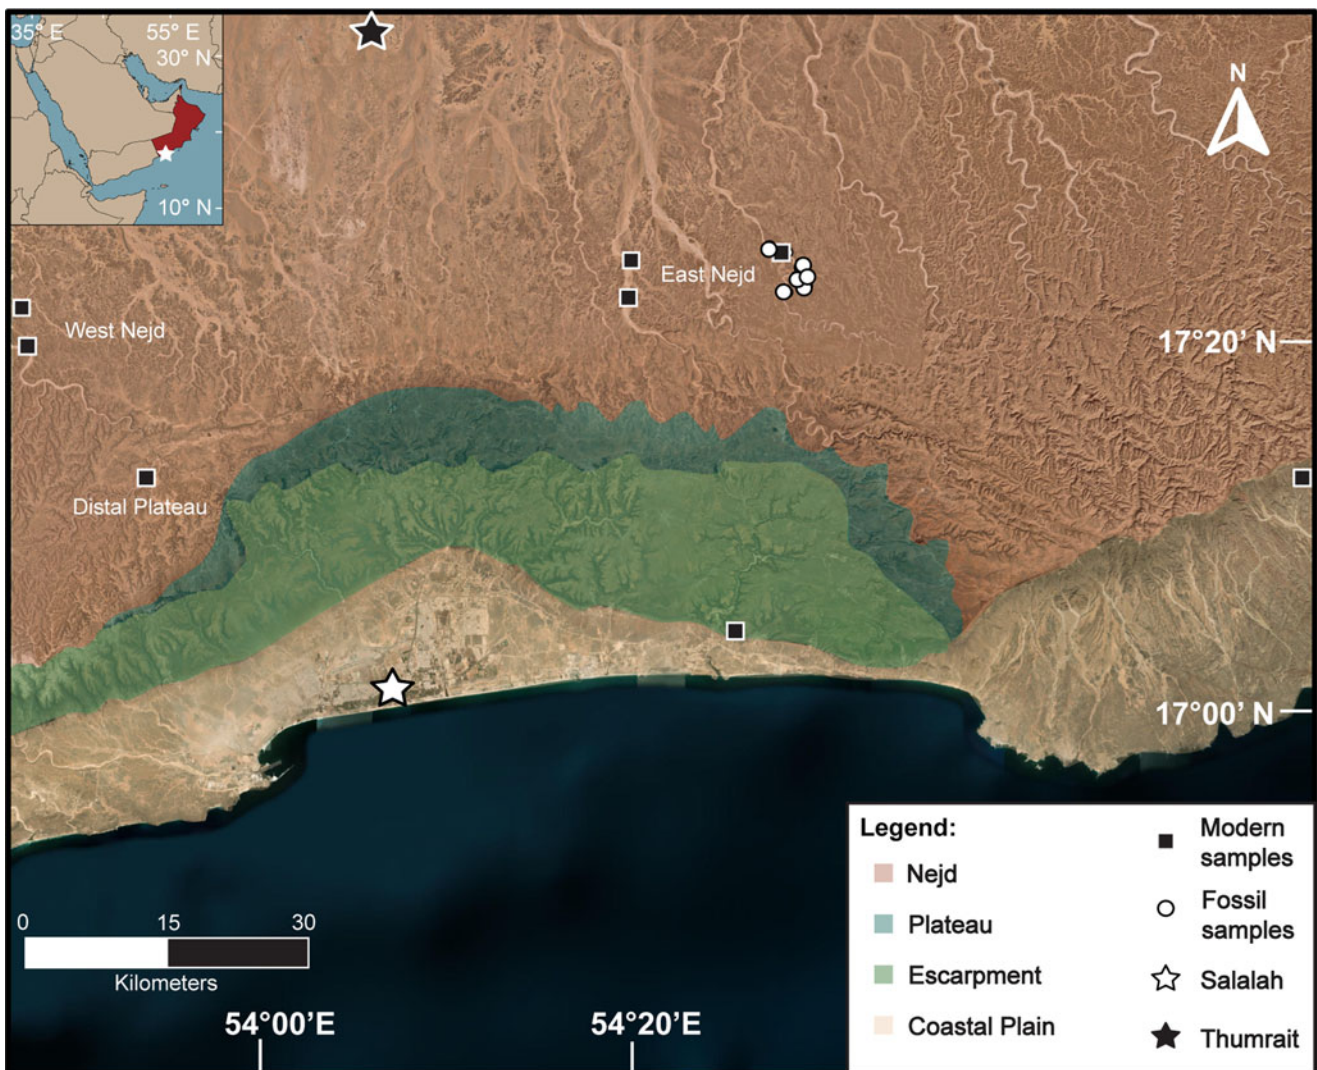 35° E
55° E
30° N
10° N
N
East Nejd
West Nejd
17°20’ N
Distal Plateau
17°00’ N
0 15 30
Kilometers
54°00’E
54°20’E
Legend:
Nejd
Plateau
Escarpment
Coastal Plain
Modern
samples
Fossil
samples
Salalah
Thumrait